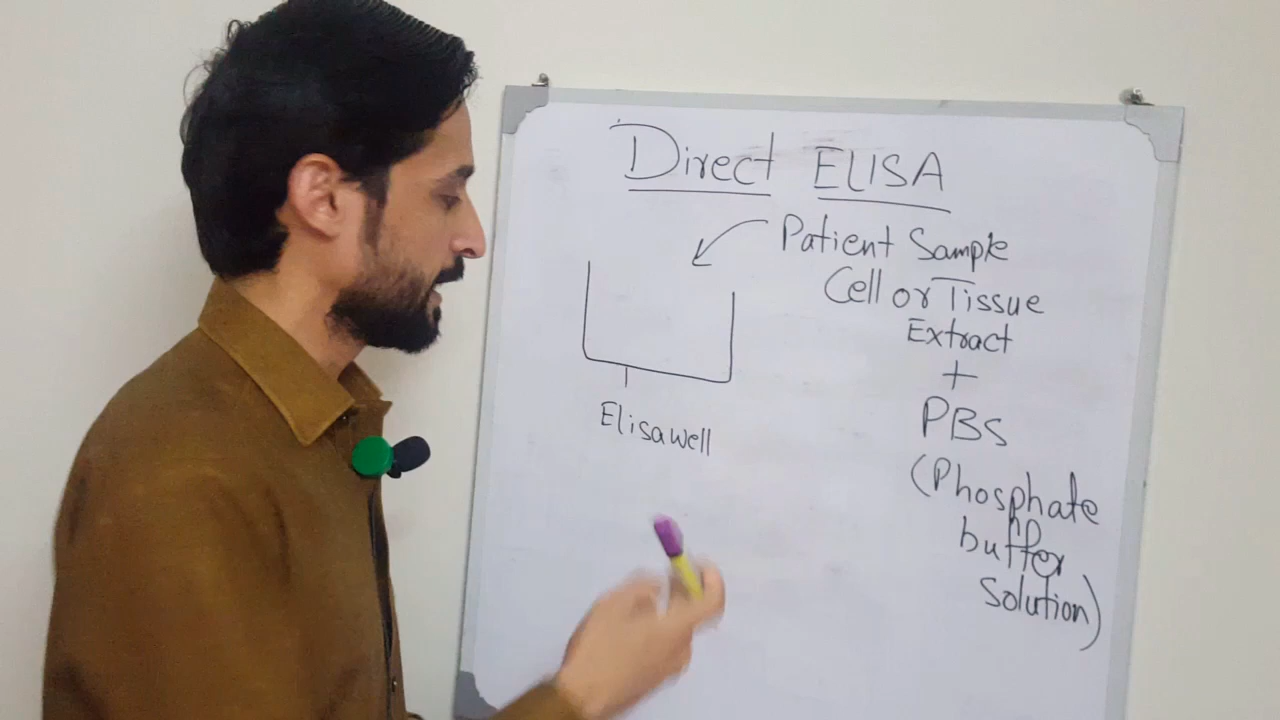 Direct ELISA
Patient Sample
Cell or Tissue
Extract
+
PBS
(Phosphate
buffer
solution)
Elisawell